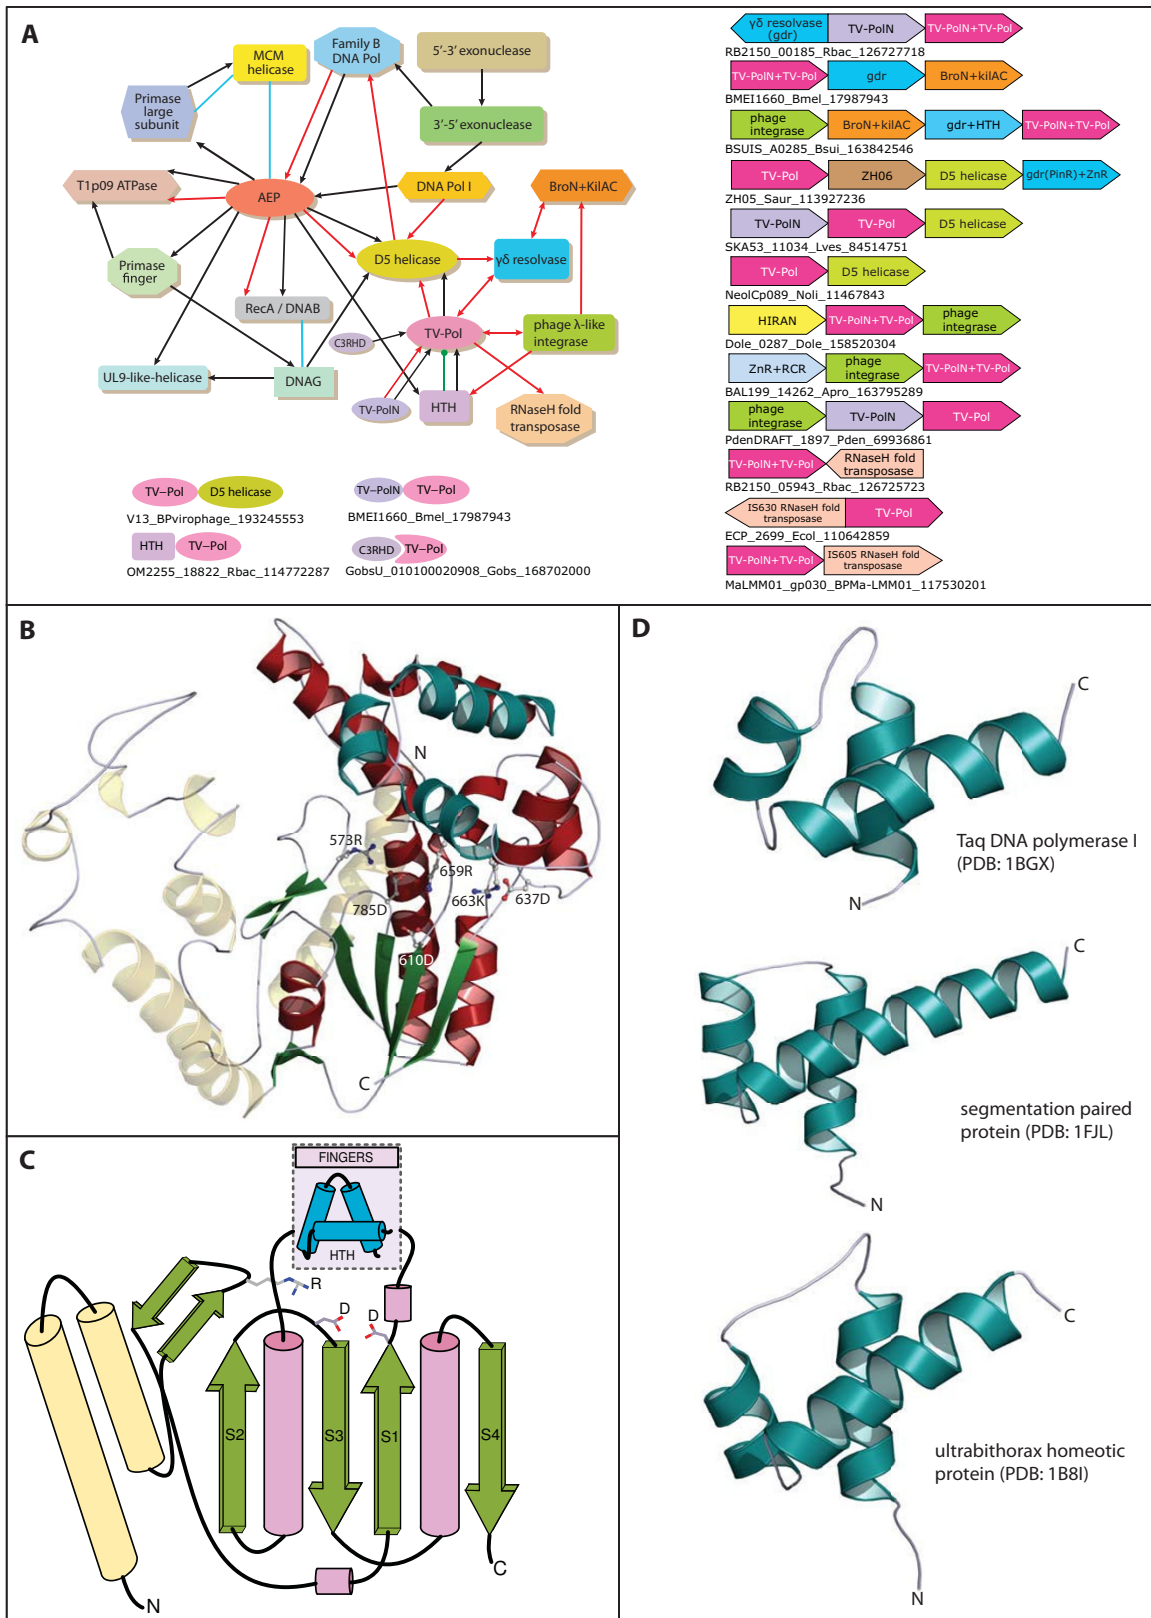 A
MCM
helicase
Family B
DNA Pol
5'-3' exonuclease
Primase
large
subunit
3'-5' exonuclease
T1p09 ATPase
AEP
DNA Pol I
BroN+KilAC
Primase
finger
D5 helicase
γδ resolvase
RecA / DNAB
C3RHD
TV-Pol
phage λ-like
integrase
UL9-like-helicase
DNAG
TV-PolN
HTH
RNaseH fold
transposase
TV–Pol
D5 helicase
V13_BPvirophage_193245553
TV–PolN
TV–Pol
BMEI1660_Bmel_17987943
HTH
TV–Pol
OM2255_18822_Rbac_114772287
C3RHD
TV–Pol
GobsU_010100020908_Gobs_168702000
γδ resolvase
(gdr)
TV-PolN
TV-PolN+TV-Pol
RB2150_00185_Rbac_126727718
TV-PolN+TV-Pol
gdr
BroN+kilAC
BMEI1660_Bmel_17987943
phage
integrase
BroN+kilAC
gdr+HTH
TV-PolN+TV-Pol
BSUIS_A0285_Bsui_163842546
TV-Pol
ZH06
D5 helicase
gdr(PinR)+ZnR
ZH05_Saur_113927236
TV-PolN
TV-Pol
D5 helicase
SKA53_11034_Lves_84514751
TV-Pol
D5 helicase
NeolCp089_Noli_11467843
HIRAN
TV-PolN+TV-Pol
phage
integrase
Dole_0287_Dole_158520304
ZnR+RCR
phage
integrase
TV-PolN+TV-Pol
BAL199_14262_Apro_163795289
phage
integrase
TV-PolN
TV-Pol
PdenDRAFT_1897_Pden_69936861
TV-PolN+TV-Pol
RNaseH fold
transposase
RB2150_05943_Rbac_126725723
IS630 RNaseH fold
transposase
TV-Pol
ECP_2699_Ecol_110642859
TV-PolN+TV-Pol
IS605 RNaseH fold
transposase
MaLMM01_gp030_BPMa-LMM01_117530201
B
N
573R
659R
785D
663K
637D
610D
C
C
FINGERS
HTH
R
D
D
S2
S3
S1
S4
C
N
D
C
Taq DNA polymerase I
(PDB: 1BGX)
N
C
segmentation paired
protein (PDB: 1FJL)
N
C
ultrabithorax homeotic
protein (PDB: 1B8I)
N